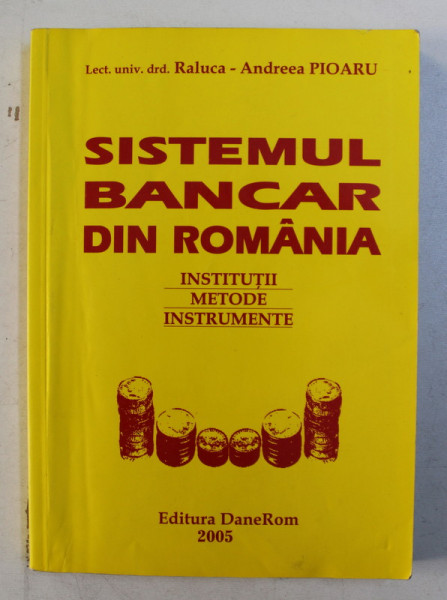 Lect. univ. drd. Raluca - Andreea PIOARU
SISTEMUL
BANCAR
DIN ROMÂNIA
INSTITUȚII
METODE
INSTRUMENTE
Editura DaneRom
2005